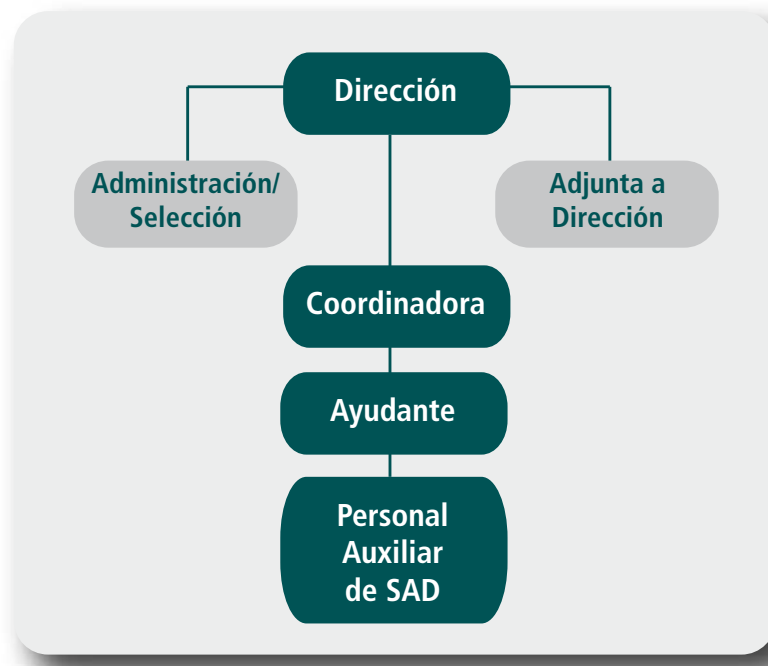 Dirección
Administración/
Selección
Adjunta a
Dirección
Coordinadora
Ayudante
Personal
Auxiliar
de SAD